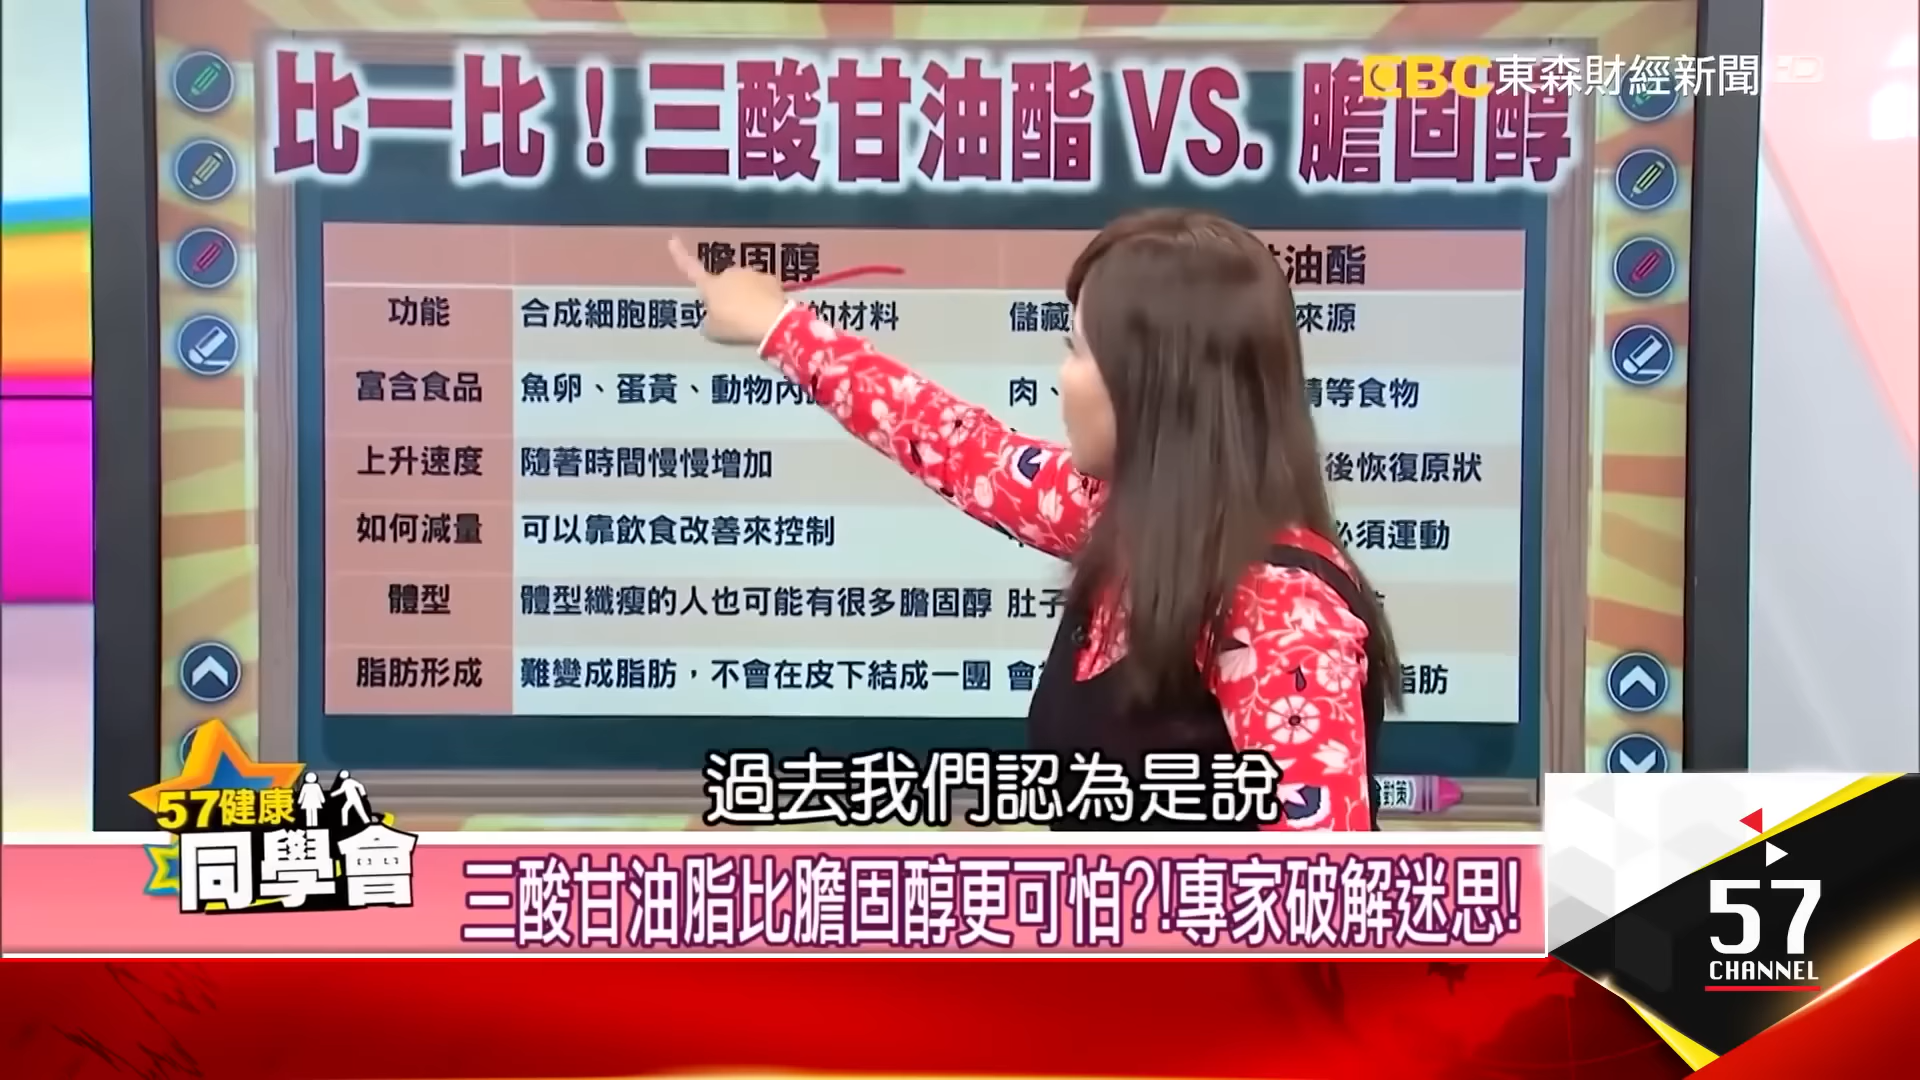 比一比！三酸甘油酯 VS. 膽固醇
EBC東森財經新聞 HD
膽固醇 油酯
功能 合成細胞膜或 的材料 儲藏 來源
富含食品 魚卵、蛋黃、動物內 肉、 等食物
上升速度 隨著時間慢慢增加 後恢復原狀
如何減量 可以靠飲食改善來控制 必須運動
體型 體型纖瘦的人也可能有很多膽固醇 肚子
脂肪形成 難變成脂肪，不會在皮下結成一團 會 脂肪
對策
過去我們認為是說
57健康
同學會
三酸甘油脂比膽固醇更可怕?!專家破解迷思!
57
CHANNEL